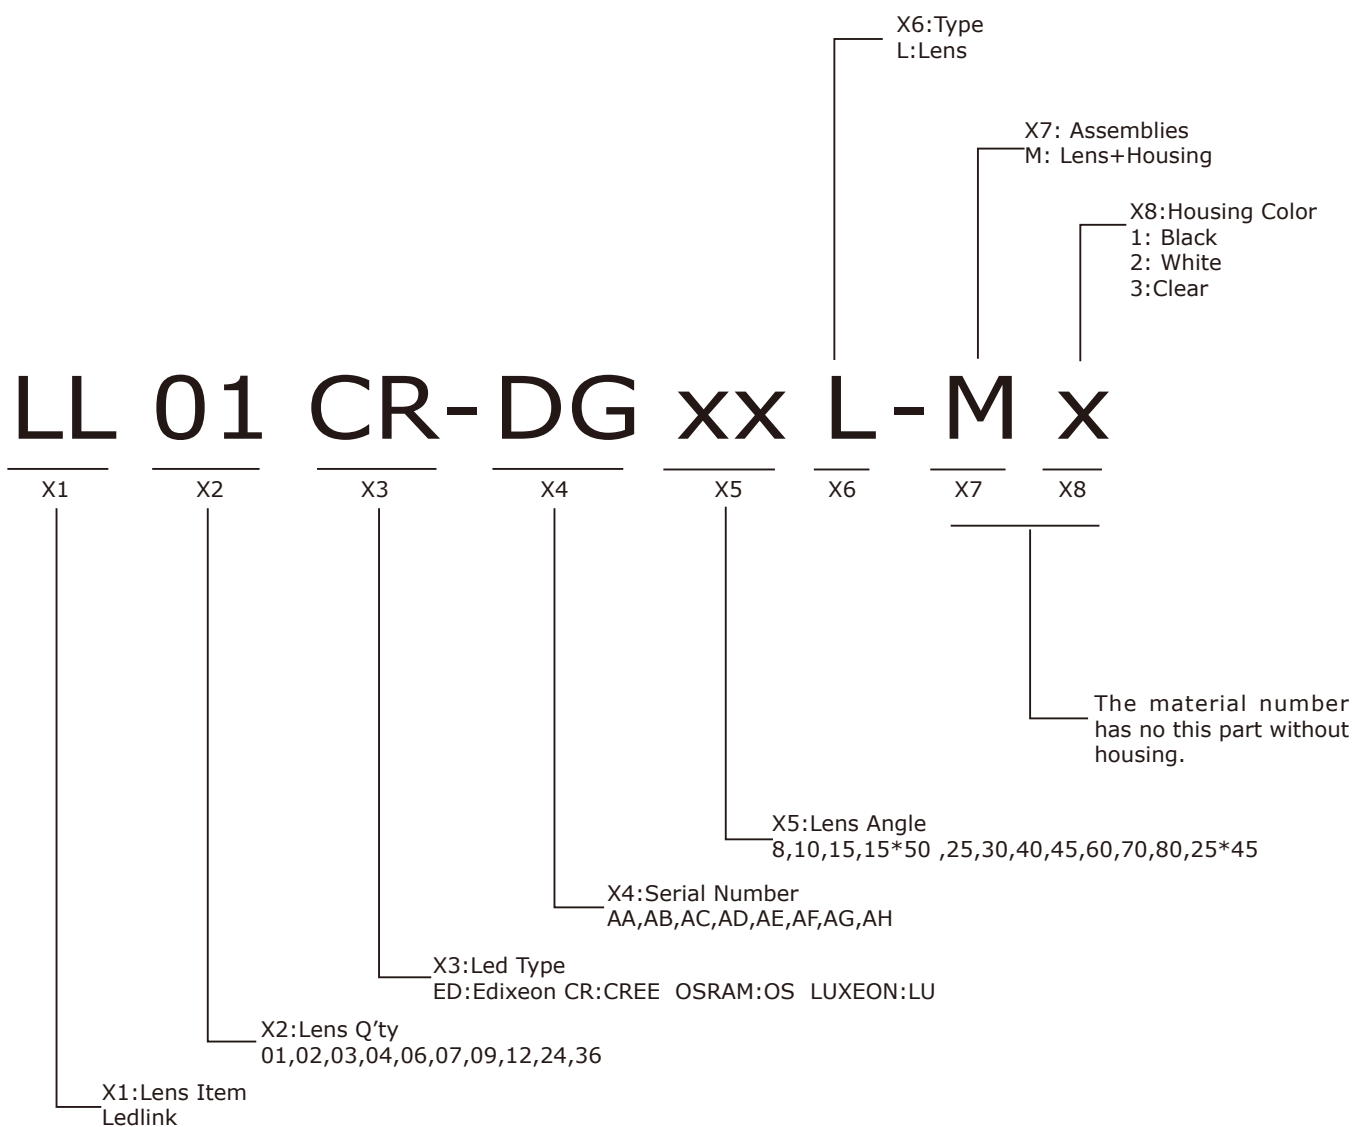 X6:Type
L:Lens
X7: Assemblies
M: Lens+Housing
X8:Housing Color
1: Black
2: White
3:Clear
LL 01 CR-DG xx L-M x
X1 X2 X3 X4 X5 X6 X7 X8
The material number
has no this part without
housing.
X5:Lens Angle
8,10,15,15*50 ,25,30,40,45,60,70,80,25*45
X4:Serial Number
AA,AB,AC,AD,AE,AF,AG,AH
X3:Led Type
ED:Edixeon CR:CREE OSRAM:OS LUXEON:LU
X2:Lens Q’ty
01,02,03,04,06,07,09,12,24,36
X1:Lens Item
Ledlink